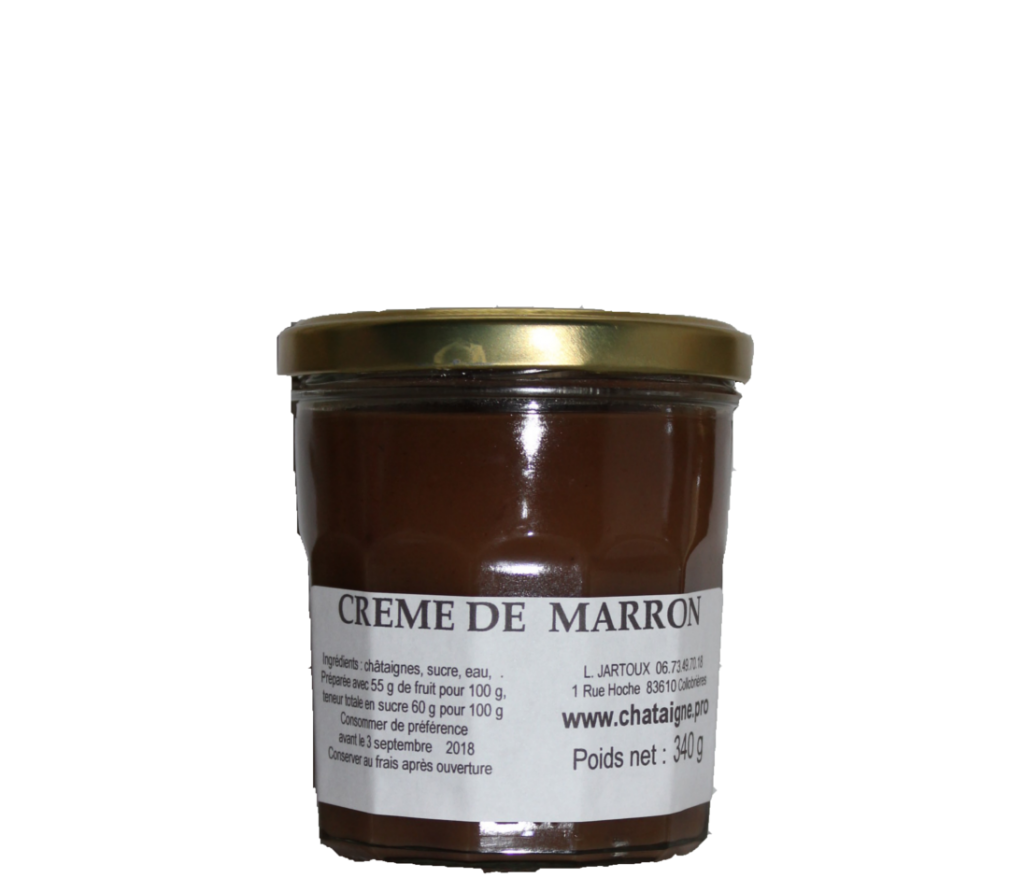 CREME DE MARRON
Ingrédients : châtaignes, sucre, eau, .
Préparée avec 55 g de fruit pour 100 g,
teneur totale en sucre 60 g pour 100 g
Consommer de préférence
avant le 3 septembre 2018
Conserver au frais après ouverture
L. JARTOUX 06.73.49.70.18
1 Rue Hoche 83610 Collobrières
www.chataigne.pro
Poids net : 340 g